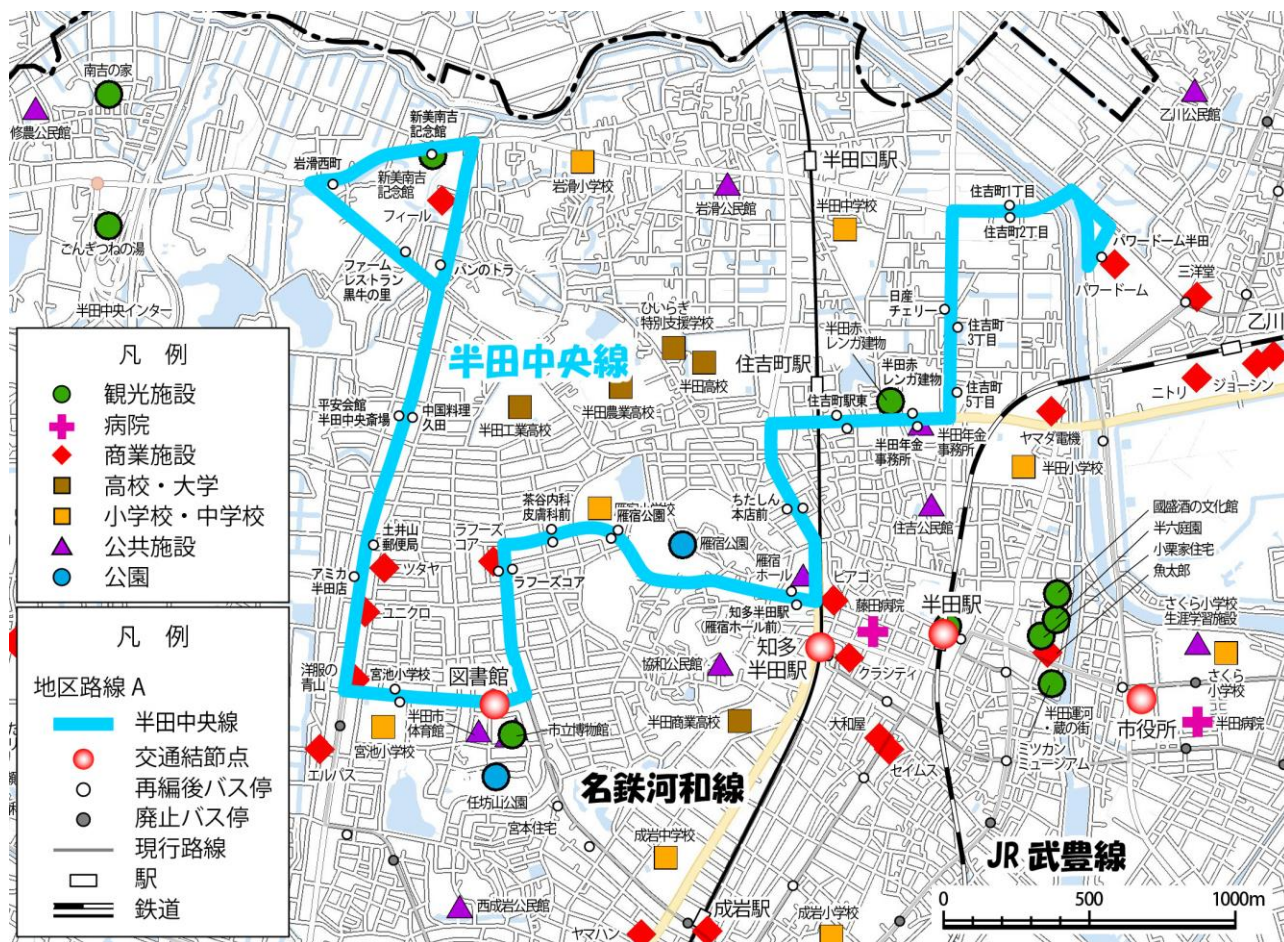 南吉の家
修農公民館
ごんぎつねの湯
半田中央インター
新美南吉
記念館
岩滑西町
新美南吉
記念館
フィール
ファーム
レストラン
黒牛の里
パンのトラ
岩滑小学校
岩滑公民館
半田口駅
半田中学校
住吉町1丁目
住吉町2丁目
乙川公民館
パワードーム半田
パワードーム
三洋堂
乙川
ニトリ
ジョーシン
日産
チェリー
住吉町
3丁目
住吉町
5丁目
ひいらぎ
特別支援学校
半田高校
半田農業高校
半田工業高校
半田赤
レンガ建物
半田赤
レンガ建物
住吉町駅
住吉町駅東
半田年金
事務所
半田年金
事務所
ヤマダ電機
半田小学校
住吉公民館
半田中央線
平安会館
半田中央斎場
中国料理
久田
茶谷内科
皮膚科前
雁宿小学校
雁宿公園
雁宿公園
ちたしん
本店前
雁宿
ホール
知多半田駅
(雁宿ホール前)
ピアゴ
藤田病院
知多
半田駅
クラシティ
半田駅
國盛酒の文化館
半六庭園
小栗家住宅
魚太郎
さくら小学校
生涯学習施設
さくら
小学校
市役所
半田病院
半田運河
・蔵の街
ミツカン
ミュージアム
大和屋
セイムス
土井山
郵便局
ツタヤ
アミカ
半田店
ユニクロ
ラフーズ
コア
ラフーズコア
洋服の
青山
宮池小学校
図書館
宮池小学校
半田市
体育館
市立博物館
エルパス
任坊山公園
協和公民館
半田商業高校
名鉄河和線
宮本住宅
成岩中学校
西成岩公民館
ヤマハン
成岩駅
成岩小学校
JR武豊線
0 500 1000m
凡 例
観光施設
病院
商業施設
高校・大学
小学校・中学校
公共施設
公園
凡 例
地区路線A
半田中央線
交通結節点
再編後バス停
廃止バス停
現行路線
駅
鉄道